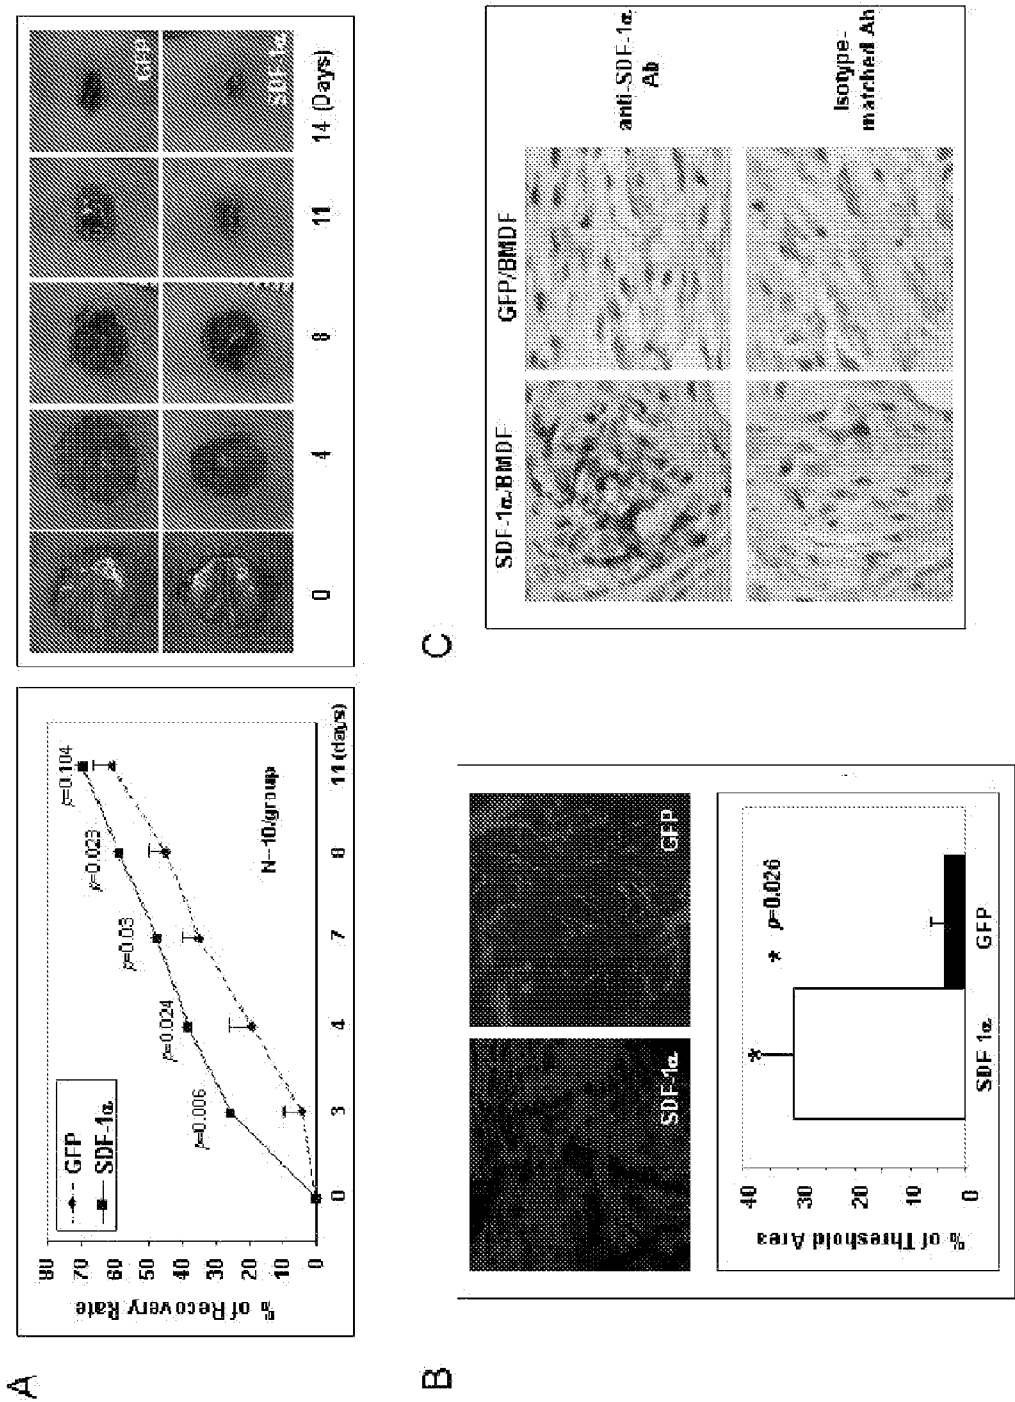 A
80
70
60
50
40
30
20
10
0
% of Recovery Rate
GFP
SDF-1α
p=0.006
p=0.024
p=0.03
p=0.023
p=0.104
N=10/group
0
3
4
7
8
11 (days)
GFP
SDF-1α
0
4
8
11
14 (Days)
B
SDF-1α
GFP
40
30
20
10
0
% of Threshold Area
*
* p=0.026
SDF 1α
GFP
C
SDF-1α/BMDF
GFP/BMDF
anti-SDF-1α
Ab
Isotype-
matched Ab